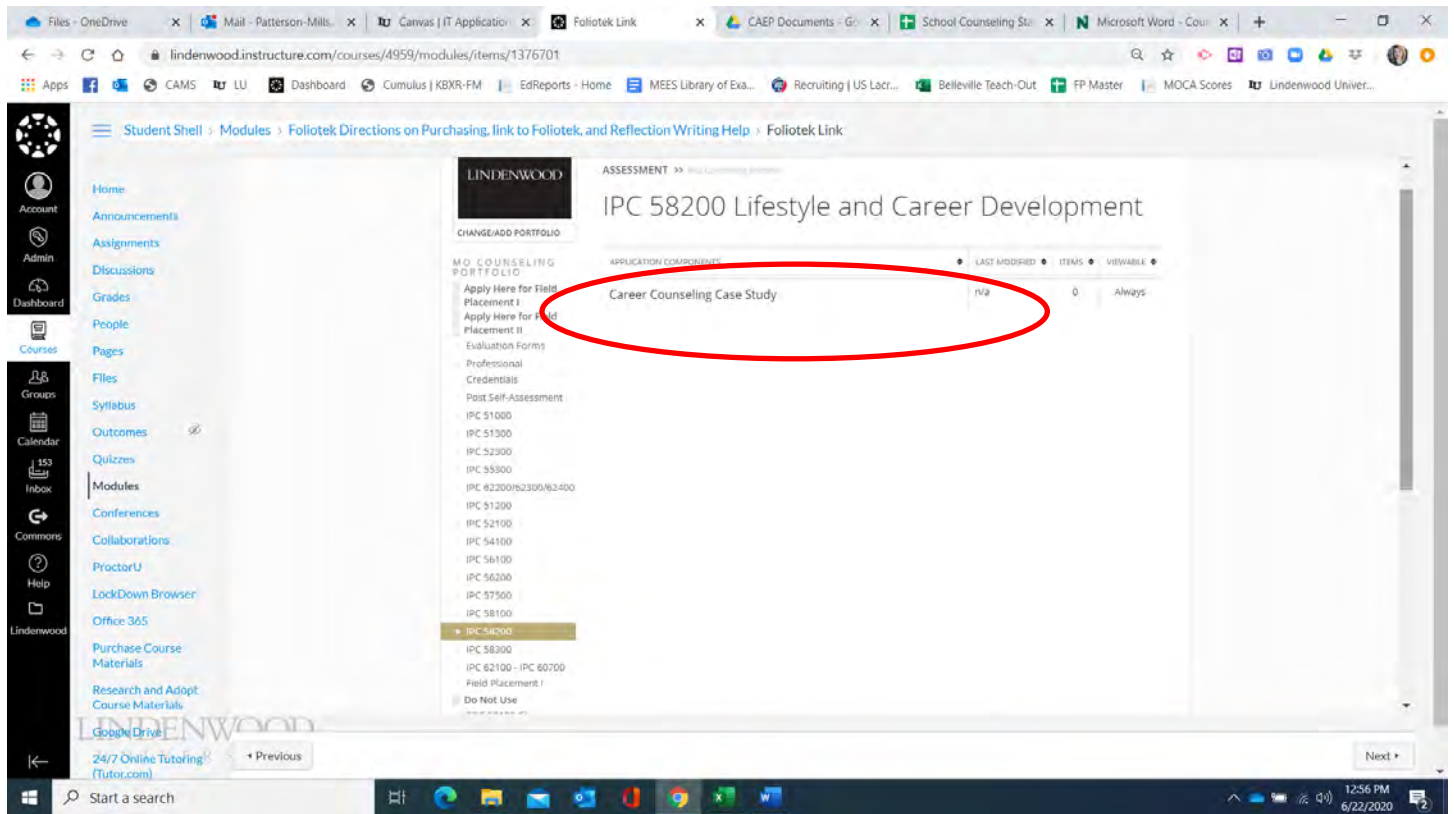 Files - OneDrive
Mail - Patterson-Mills,
Canvas | IT Applicatio
Foliotek Link
CAEP Documents - Go
School Counseling Sta
Microsoft Word - Cour
lindenwood.instructure.com/courses/4959/modules/items/1376701
Apps
CAMS
LU
Dashboard
Cumulus | KBXR-FM
EdReports - Home
MEES Library of Exa...
Recruiting | US Lacr...
Belleville Teach-Out
FP Master
MOCA Scores
Lindenwood Univer...
Student Shell > Modules > Foliotek Directions on Purchasing, link to Foliotek, and Reflection Writing Help > Foliotek Link
Account
Admin
Dashboard
Courses
Groups
Calendar
153
Inbox
Commons
Help
Lindenwood
Home
Announcements
Assignments
Discussions
Grades
People
Pages
Files
Syllabus
Outcomes
Quizzes
Modules
Conferences
Collaborations
ProctorU
LockDown Browser
Office 365
Purchase Course
Materials
Research and Adopt
Course Materials
Google Drive
24/7 Online Tutoring
(Tutor.com)
LINDENWOOD
LINDENWOOD
CHANGE/ADD PORTFOLIO
MO COUNSELING
PORTFOLIO
Apply Here for Field
Placement I
Apply Here for Field
Placement II
Evaluation Forms
Professional
Credentials
Post Self-Assessment
IPC 51000
IPC 51300
IPC 52300
IPC 55300
IPC 62200/62300/62400
IPC 51200
IPC 52100
IPC 54100
IPC 56100
IPC 56200
IPC 57500
IPC 58100
IPC 58200
IPC 58300
IPC 62100 - IPC 60700
Field Placement I
Do Not Use
ASSESSMENT >>
IPC 58200 Lifestyle and Career Development
APPLICATION COMPONENTS
LAST MODIFIED
ITEMS
VIEWABLE
Career Counseling Case Study
n/a
0
Always
Previous
Next
Start a search
12:56 PM
6/22/2020
2